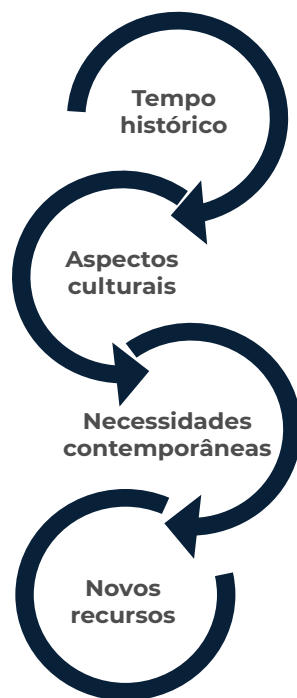 Tempo
histórico
Aspectos
culturais
Necessidades
contemporâneas
Novos
recursos